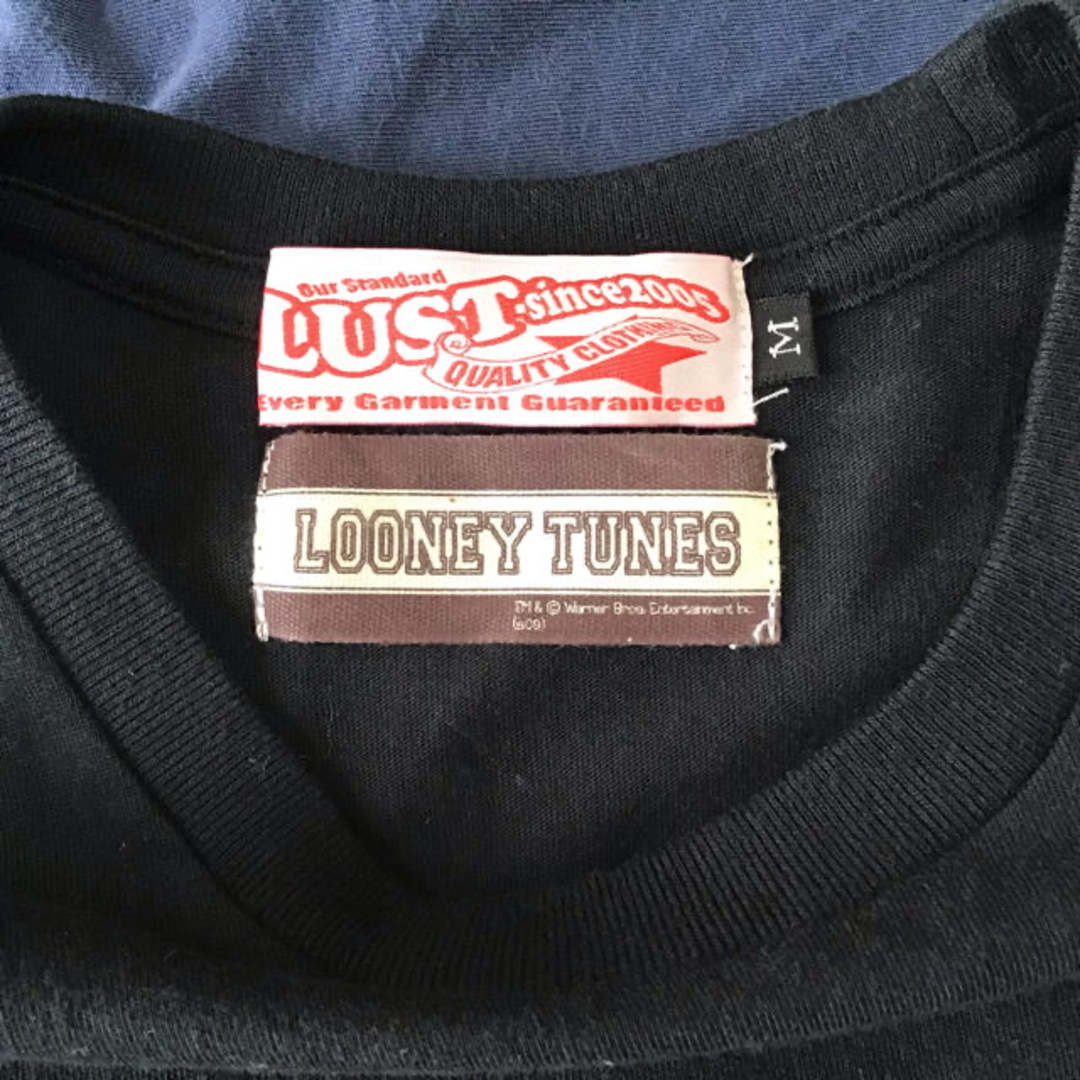 Our Standard
LUST·since2005
QUALITY CLOTHING
Every Garment Guaranteed
M
LOONEY TUNES
TM & © Warner Bros. Entertainment Inc.
(s09)